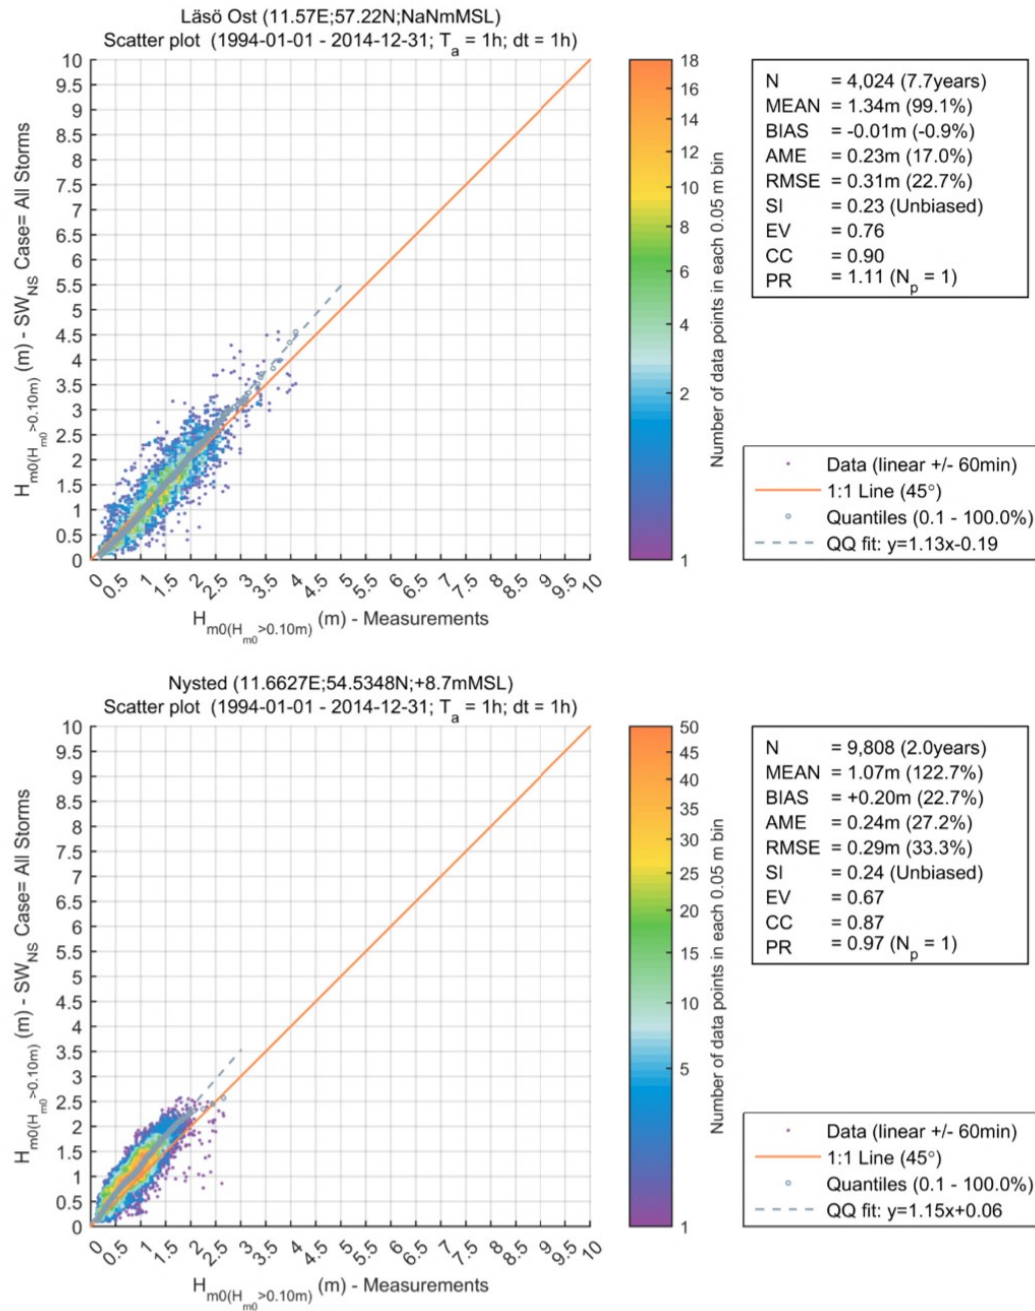 Läsö Ost (11.57E;57.22N;NaNmMSL)
Scatter plot (1994-01-01 - 2014-12-31; Ta = 1h; dt = 1h)
10
9.5
9
8.5
8
7.5
7
6.5
6
5.5
5
4.5
4
3.5
3
2.5
2
1.5
1
0.5
0
Hm0(Hm0>0.10m) (m) - SWNS Case= All Storms
0 0.5 1 1.5 2 2.5 3 3.5 4 4.5 5 5.5 6 6.5 7 7.5 8 8.5 9 9.5 10
Hm0(Hm0>0.10m) (m) - Measurements
18
16
14
12
10
8
6
4
2
1
Number of data points in each 0.05 m bin
N = 4,024 (7.7years)
MEAN = 1.34m (99.1%)
BIAS = -0.01m (-0.9%)
AME = 0.23m (17.0%)
RMSE = 0.31m (22.7%)
SI = 0.23 (Unbiased)
EV = 0.76
CC = 0.90
PR = 1.11 (Np = 1)
Data (linear +/- 60min)
1:1 Line (45°)
Quantiles (0.1 - 100.0%)
QQ fit: y=1.13x-0.19
Nysted (11.6627E;54.5348N;+8.7mMSL)
Scatter plot (1994-01-01 - 2014-12-31; Ta = 1h; dt = 1h)
10
9.5
9
8.5
8
7.5
7
6.5
6
5.5
5
4.5
4
3.5
3
2.5
2
1.5
1
0.5
0
Hm0(Hm0>0.10m) (m) - SWNS Case= All Storms
0 0.5 1 1.5 2 2.5 3 3.5 4 4.5 5 5.5 6 6.5 7 7.5 8 8.5 9 9.5 10
Hm0(Hm0>0.10m) (m) - Measurements
50
45
40
35
30
25
20
15
10
5
1
Number of data points in each 0.05 m bin
N = 9,808 (2.0years)
MEAN = 1.07m (122.7%)
BIAS = +0.20m (22.7%)
AME = 0.24m (27.2%)
RMSE = 0.29m (33.3%)
SI = 0.24 (Unbiased)
EV = 0.67
CC = 0.87
PR = 0.97 (Np = 1)
Data (linear +/- 60min)
1:1 Line (45°)
Quantiles (0.1 - 100.0%)
QQ fit: y=1.15x+0.06